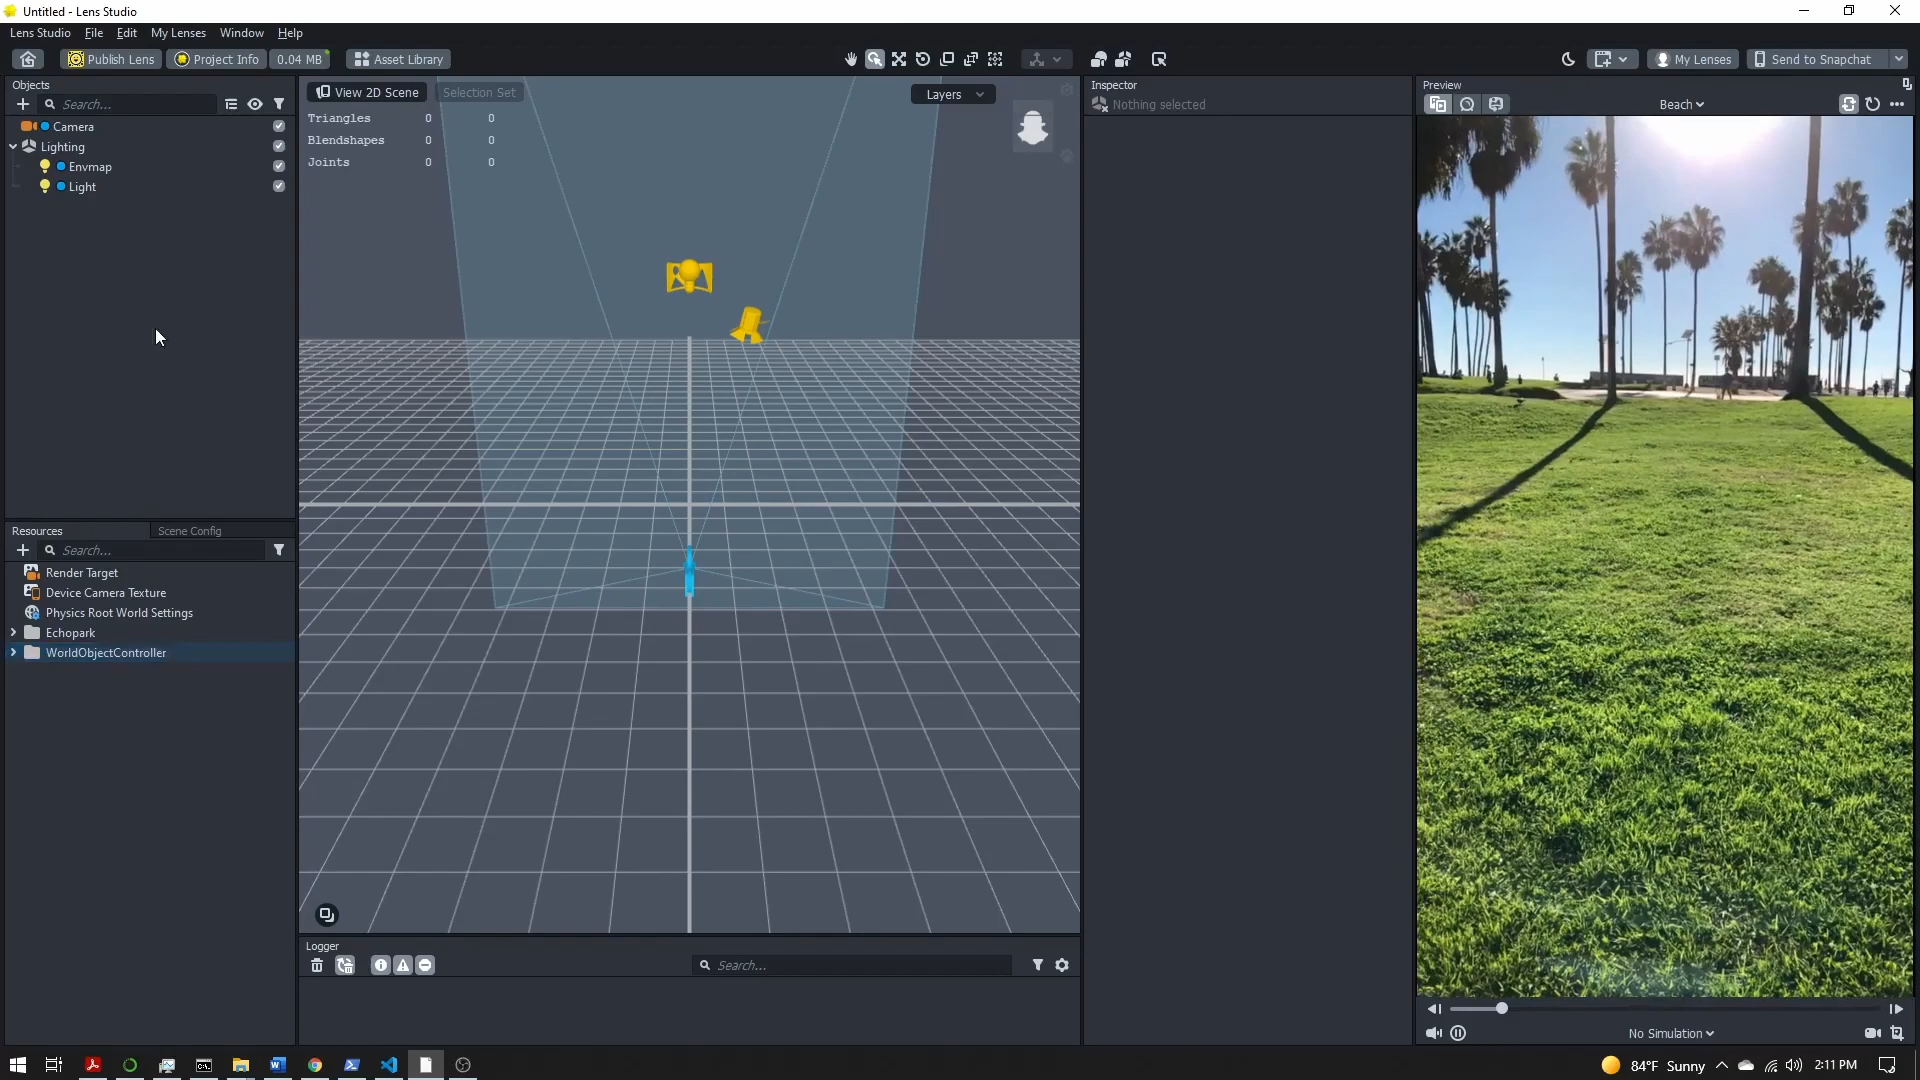 Untitled - Lens Studio
Lens Studio File Edit My Lenses Window Help
Publish Lens Project Info 0.04 MB Asset Library My Lenses Send to Snapchat
Objects
Search...
Camera
Lighting
Envmap
Light
Resources Scene Config
Search...
Render Target
Device Camera Texture
Physics Root World Settings
Echopark
WorldObjectController
View 2D Scene Selection Set Layers
Triangles 0 0
Blendshapes 0 0
Joints 0 0
Logger
Search...
Inspector
Nothing selected
Preview
Beach
No Simulation
84°F Sunny 2:11 PM